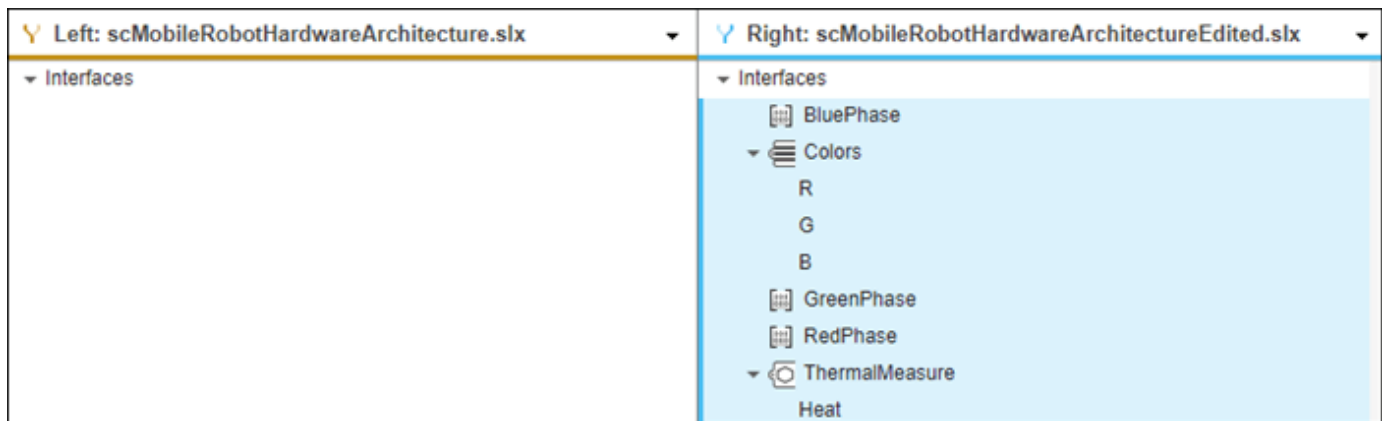 Left: scMobileRobotHardwareArchitecture.slx
Interfaces
Right: scMobileRobotHardwareArchitectureEdited.slx
Interfaces
BluePhase
Colors
R
G
B
GreenPhase
RedPhase
ThermalMeasure
Heat